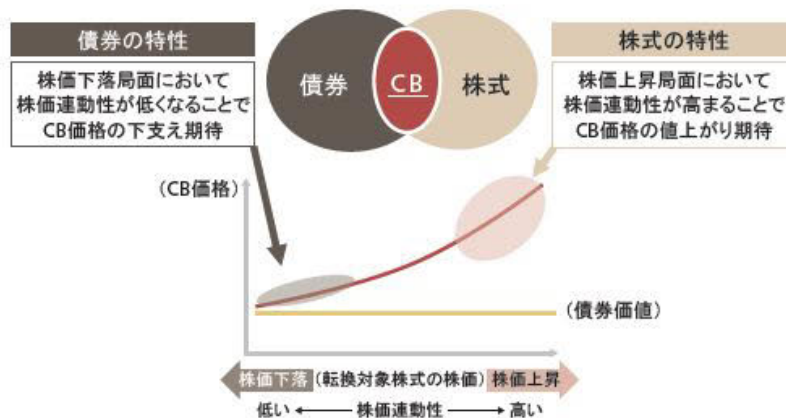 債券の特性
株価下落局面において
株価連動性が低くなることで
CB価格の下支え期待
債券
CB
株式
株式の特性
株価上昇局面において
株価連動性が高まることで
CB価格の値上がり期待
(CB価格)
(債券価値)
株価下落 (転換対象株式の株価) 株価上昇
低い ← 株価連動性 → 高い